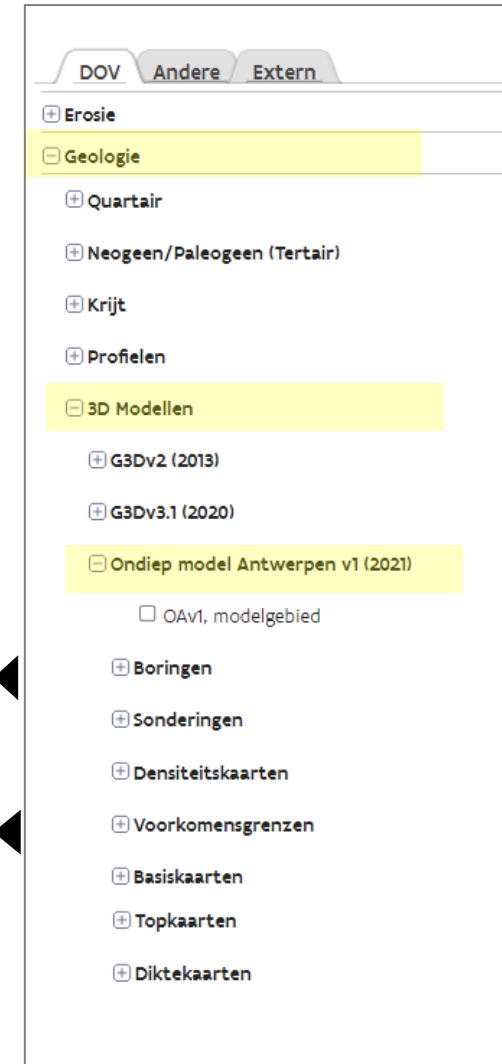 DOV Andere Extern
Erosie
Geologie
Quartair
Neogeen/Paleogeen (Tertair)
Krijt
Profielen
3D Modellen
G3Dv2 (2013)
G3Dv3.1 (2020)
Ondiep model Antwerpen v1 (2021)
OAv1, modelgebied
Boringen
Sonderingen
Densiteitskaarten
Voorkomensgrenzen
Basiskaarten
Topkaarten
Diktekaarten